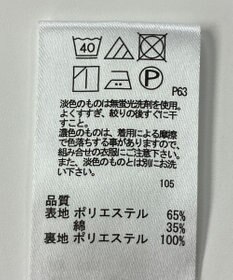 40
P
P63
淡色のものは無蛍光洗剤を使用。
よくすすぎ、絞りの後すぐに干
すこと。
濃色のものは、着用による摩擦
で色落ちする事がありますので、
組み合せの衣服にご注意下さい。
また、淡色のものとは別にお洗
い下さい。
105
品質
表地 ポリエステル 65%
綿 35%
裏地 ポリエステル 100%